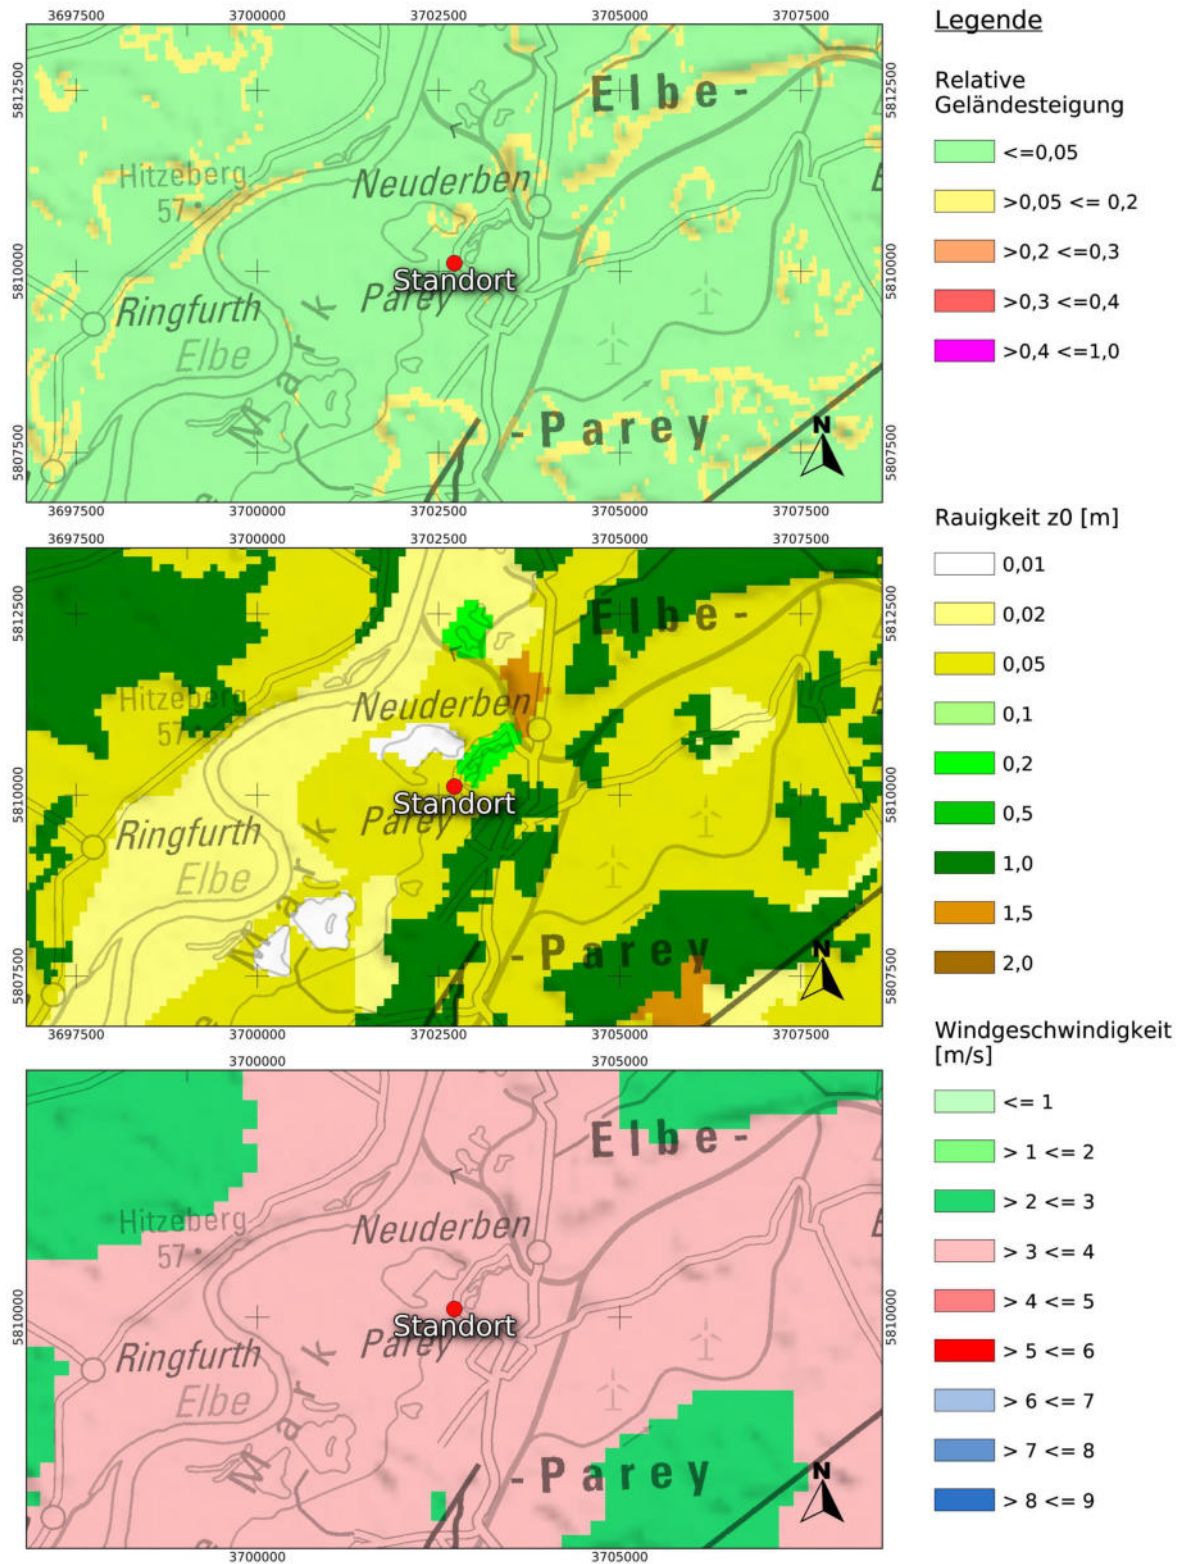 3697500 3700000 3702500 3705000 3707500
Legende
Relative
Geländesteigung
<=0,05
>0,05 <= 0,2
>0,2 <=0,3
>0,3 <=0,4
>0,4 <=1,0
5812500
5812500
Elbe-
Hitzeberg
57
Neuderben
E
5810000
5810000
Standort
Parey
Ringfurth
Elbe
Mark
-Parey
N
5807500
5807500
3697500 3700000 3702500 3705000 3707500
3697500 3700000 3702500 3705000 3707500
Rauigkeit z0 [m]
0,01
0,02
0,05
0,1
0,2
0,5
1,0
1,5
2,0
5812500
5812500
Elbe-
Hitzeberg
57
Neuderben
E
5810000
5810000
Standort
Parey
Ringfurth
Elbe
Mark
-Parey
N
5807500
5807500
3697500 3700000 3702500 3705000 3707500
3700000 3705000
Windgeschwindigkeit
[m/s]
<= 1
> 1 <= 2
> 2 <= 3
> 3 <= 4
> 4 <= 5
> 5 <= 6
> 6 <= 7
> 7 <= 8
> 8 <= 9
Elbe-
Hitzeberg
57
Neuderben
E
5810000
5810000
Standort
Parey
Ringfurth
Elbe
Mark
-Parey
N
3700000 3705000